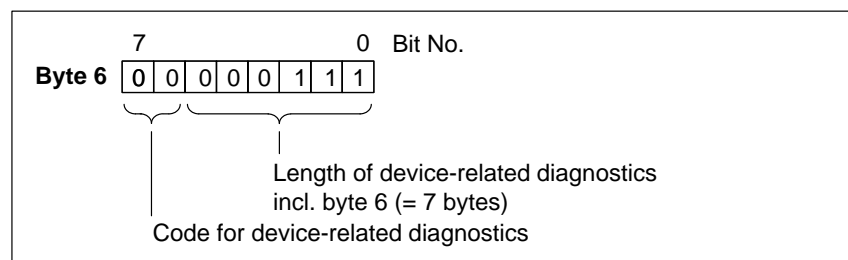 7 0 Bit No.
Byte 6 0 0 0 0 0 1 1 1
Length of device-related diagnostics
incl. byte 6 (= 7 bytes)
Code for device-related diagnostics